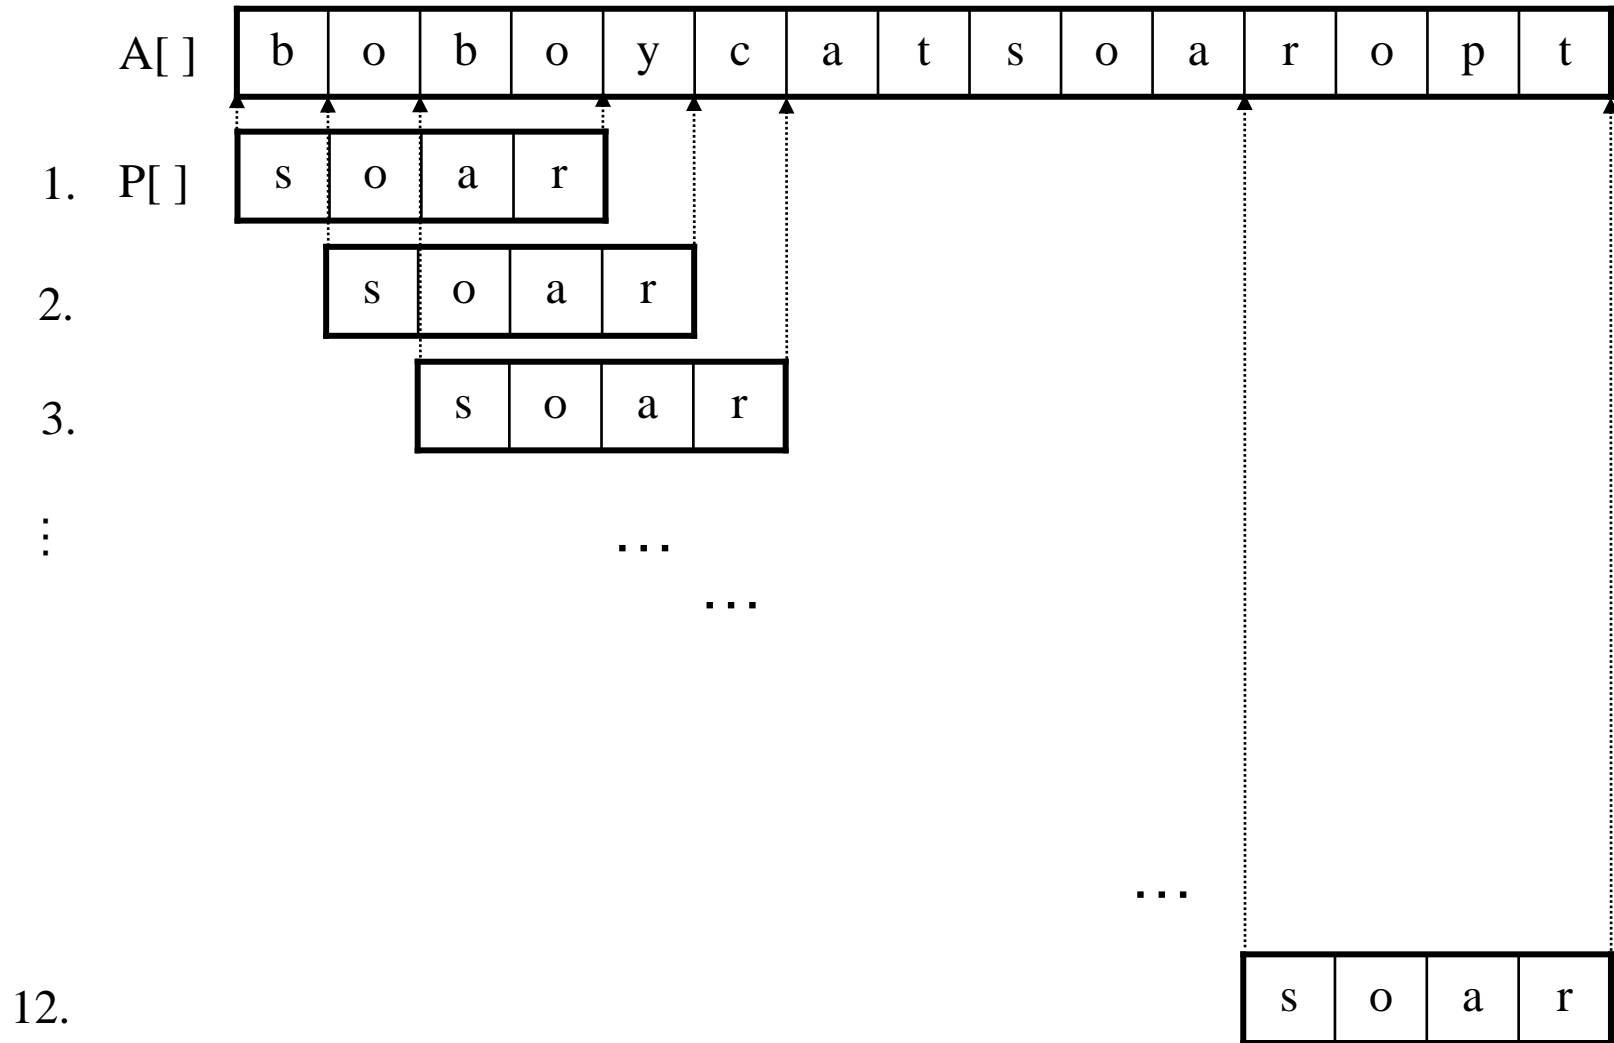 A[ ] b o b o y c a t s o a r o p t
1. P[ ] s o a r
2. s o a r
3. s o a r
⋮ …
…
…
12. s o a r